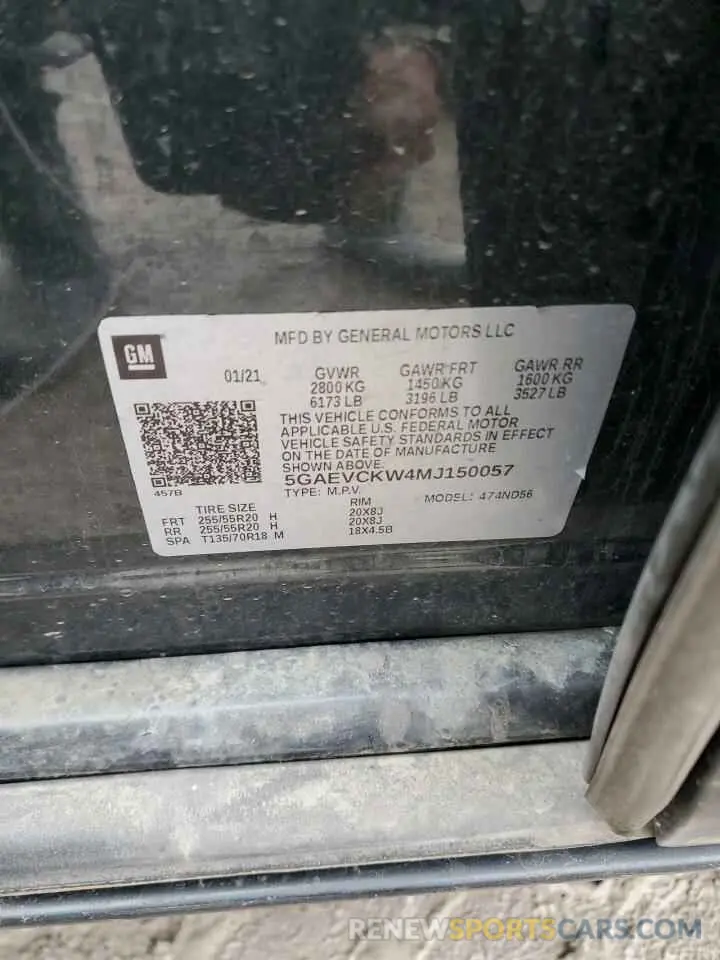 GM
MFD BY GENERAL MOTORS LLC
01/21 GVWR GAWR FRT GAWR RR
2800 KG 1450 KG 1600 KG
6173 LB 3196 LB 3527 LB
THIS VEHICLE CONFORMS TO ALL
APPLICABLE U.S. FEDERAL MOTOR
VEHICLE SAFETY STANDARDS IN EFFECT
ON THE DATE OF MANUFACTURE
5GAEVCKW4MJ150057
457B TYPE: M.P.V. MODEL: 474ND56
TIRE SIZE RIM
FRT 255/55R20 H 20X8J
RR 255/55R20 H 20X8J
SPA T135/70R18 M 18X4.5B
RENEWSPORTSCARS.COM